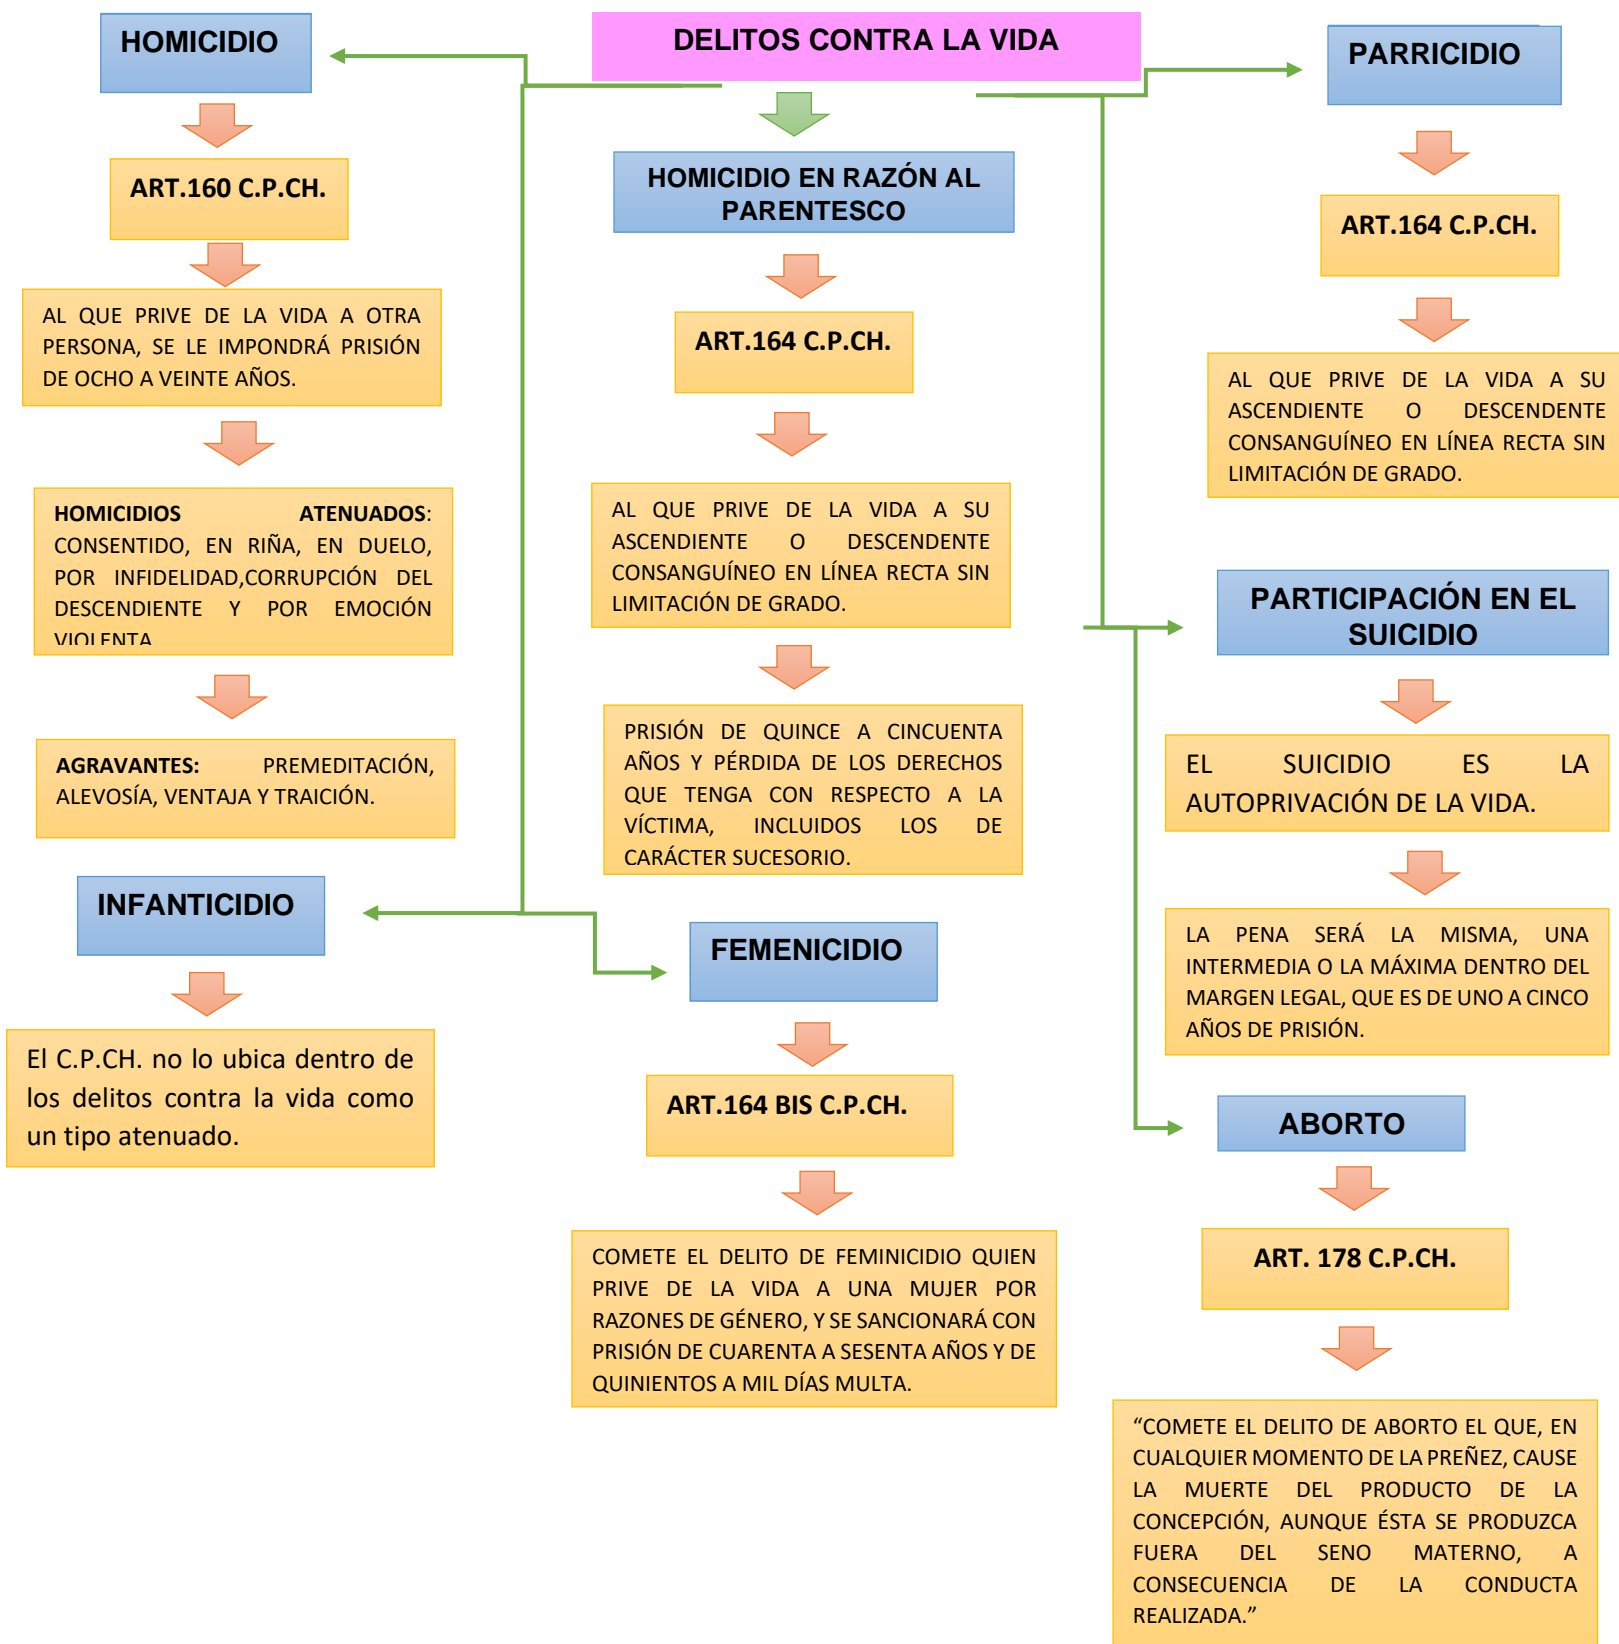 DELITOS CONTRA LA VIDA
HOMICIDIO
ART.160 C.P.CH.
AL QUE PRIVE DE LA VIDA A OTRA
PERSONA, SE LE IMPONDRÁ PRISIÓN
DE OCHO A VEINTE AÑOS.
HOMICIDIOS ATENUADOS:
CONSENTIDO, EN RIÑA, EN DUELO,
POR INFIDELIDAD,CORRUPCIÓN DEL
DESCENDIENTE Y POR EMOCIÓN
VIOLENTA
AGRAVANTES: PREMEDITACIÓN,
ALEVOSÍA, VENTAJA Y TRAICIÓN.
INFANTICIDIO
El C.P.CH. no lo ubica dentro de
los delitos contra la vida como
un tipo atenuado.
HOMICIDIO EN RAZÓN AL
PARENTESCO
ART.164 C.P.CH.
AL QUE PRIVE DE LA VIDA A SU
ASCENDIENTE O DESCENDENTE
CONSANGUÍNEO EN LÍNEA RECTA SIN
LIMITACIÓN DE GRADO.
PRISIÓN DE QUINCE A CINCUENTA
AÑOS Y PÉRDIDA DE LOS DERECHOS
QUE TENGA CON RESPECTO A LA
VÍCTIMA, INCLUIDOS LOS DE
CARÁCTER SUCESORIO.
FEMENICIDIO
ART.164 BIS C.P.CH.
COMETE EL DELITO DE FEMINICIDIO QUIEN
PRIVE DE LA VIDA A UNA MUJER POR
RAZONES DE GÉNERO, Y SE SANCIONARÁ CON
PRISIÓN DE CUARENTA A SESENTA AÑOS Y DE
QUINIENTOS A MIL DÍAS MULTA.
PARRICIDIO
ART.164 C.P.CH.
AL QUE PRIVE DE LA VIDA A SU
ASCENDIENTE O DESCENDENTE
CONSANGUÍNEO EN LÍNEA RECTA SIN
LIMITACIÓN DE GRADO.
PARTICIPACIÓN EN EL
SUICIDIO
EL SUICIDIO ES LA
AUTOPRIVACIÓN DE LA VIDA.
LA PENA SERÁ LA MISMA, UNA
INTERMEDIA O LA MÁXIMA DENTRO DEL
MARGEN LEGAL, QUE ES DE UNO A CINCO
AÑOS DE PRISIÓN.
ABORTO
ART. 178 C.P.CH.
“COMETE EL DELITO DE ABORTO EL QUE, EN
CUALQUIER MOMENTO DE LA PREÑEZ, CAUSE
LA MUERTE DEL PRODUCTO DE LA
CONCEPCIÓN, AUNQUE ÉSTA SE PRODUZCA
FUERA DEL SENO MATERNO, A
CONSECUENCIA DE LA CONDUCTA
REALIZADA.”